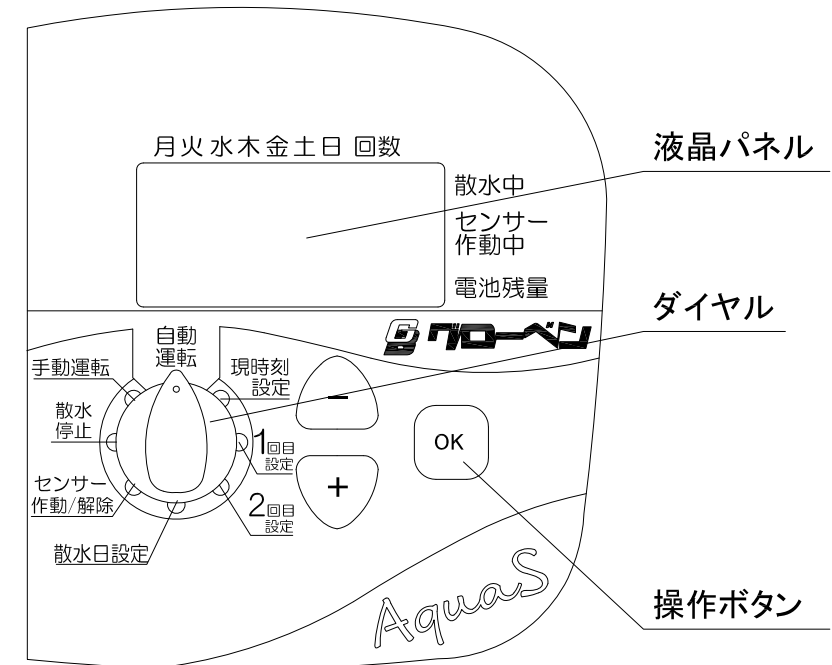 月火水木金土日 回数
液晶パネル
散水中
センサー
作動中
電池残量
ダイヤル
グローベン
自動
運転
手動運転
現時刻
設定
散水
停止
1回目
設定
OK
センサー
作動/解除
2回目
設定
散水日設定
-
+
操作ボタン
AquaS